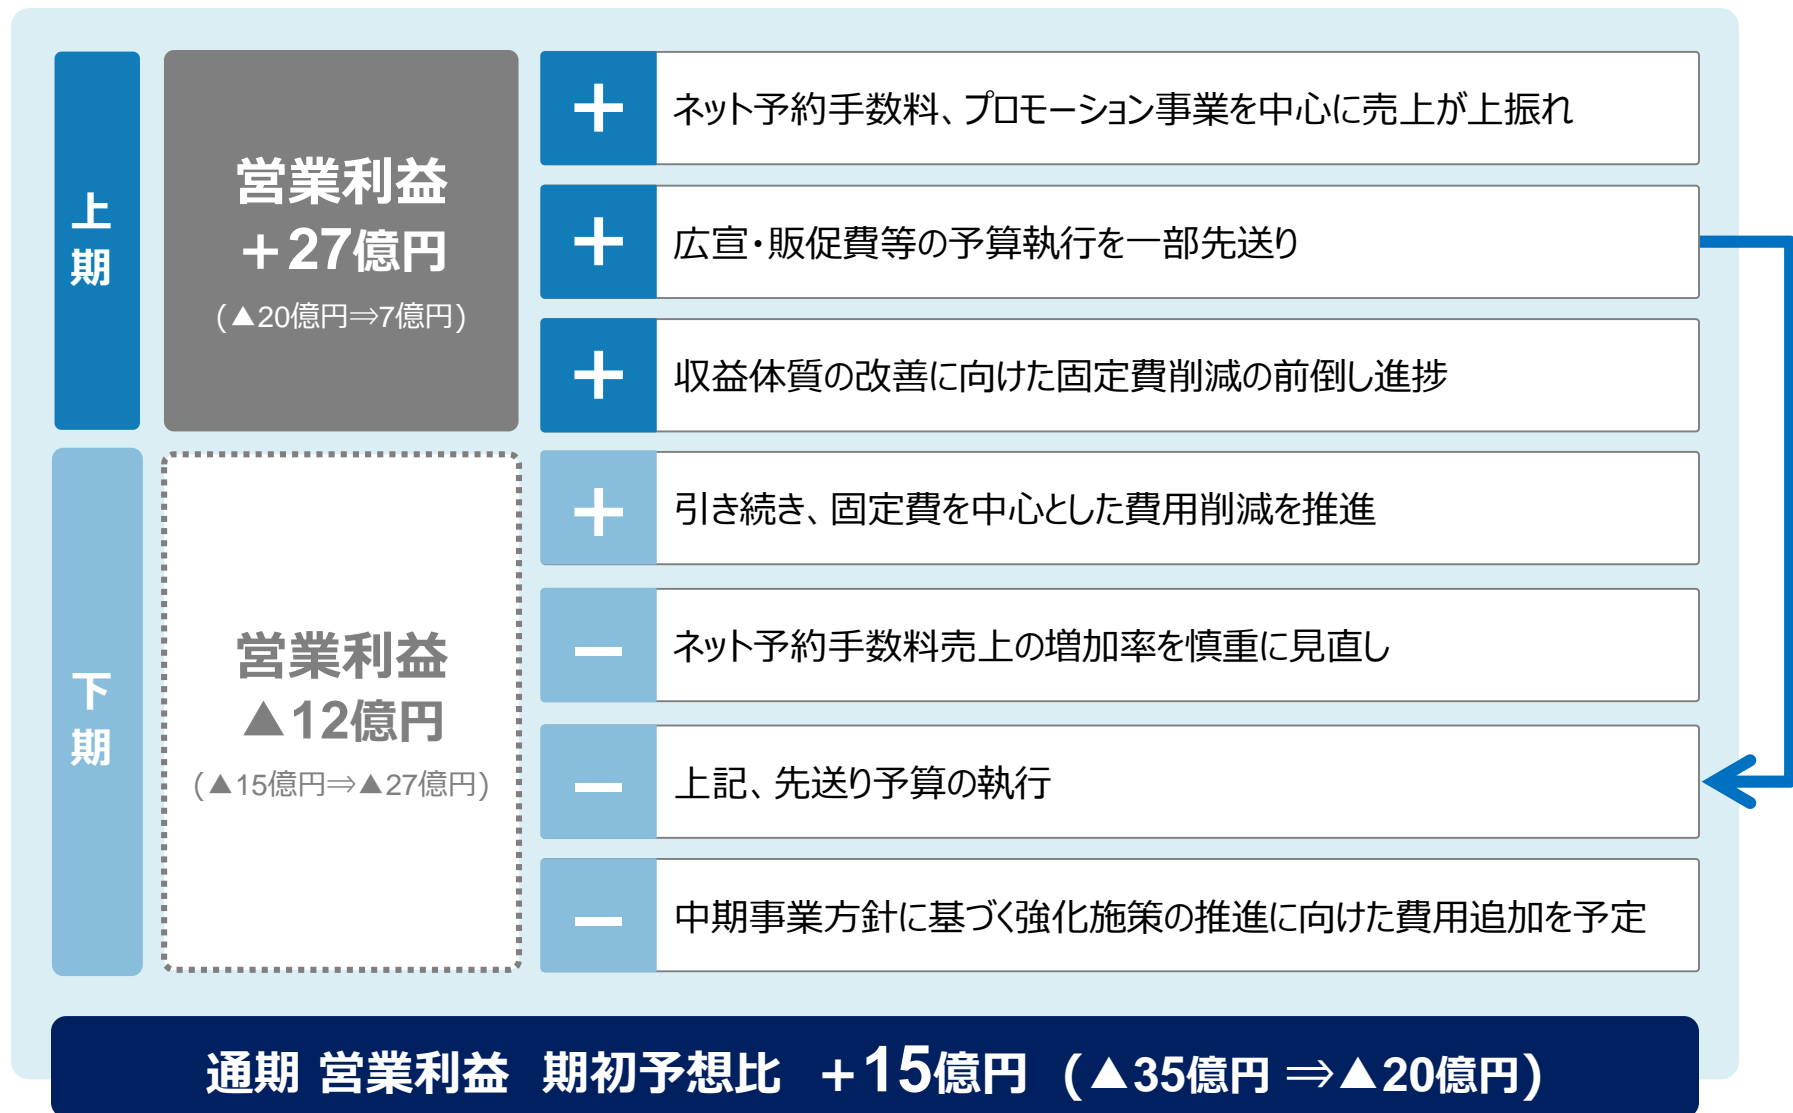 上期
営業利益
＋27億円
(▲20億円⇒7億円)
＋ ネット予約手数料、プロモーション事業を中心に売上が上振れ
＋ 広宣・販促費等の予算執行を一部先送り
＋ 収益体質の改善に向けた固定費削減の前倒し進捗
下期
営業利益
▲12億円
(▲15億円⇒▲27億円)
＋ 引き続き、固定費を中心とした費用削減を推進
－ ネット予約手数料売上の増加率を慎重に見直し
－ 上記、先送り予算の執行
－ 中期事業方針に基づく強化施策の推進に向けた費用追加を予定
通期 営業利益 期初予想比 ＋15億円 (▲35億円 ⇒▲20億円)